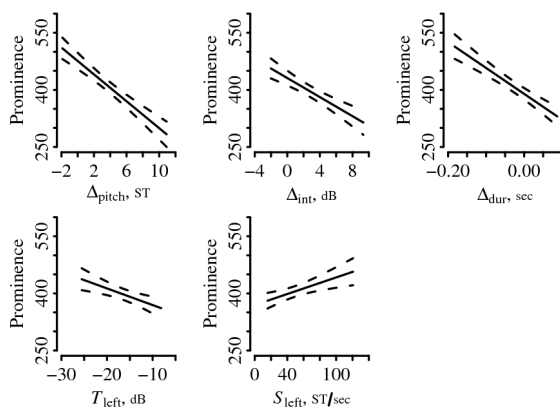 Prominence
250 400 550
−2 2 6 10
Δpitch, ST
Prominence
250 400 550
−4 0 4 8
Δint, dB
Prominence
250 400 550
−0.20 0.00
Δdur, sec
Prominence
250 400 550
−30 −20 −10
Tleft, dB
Prominence
250 400 550
0 40 80
Sleft, ST/sec